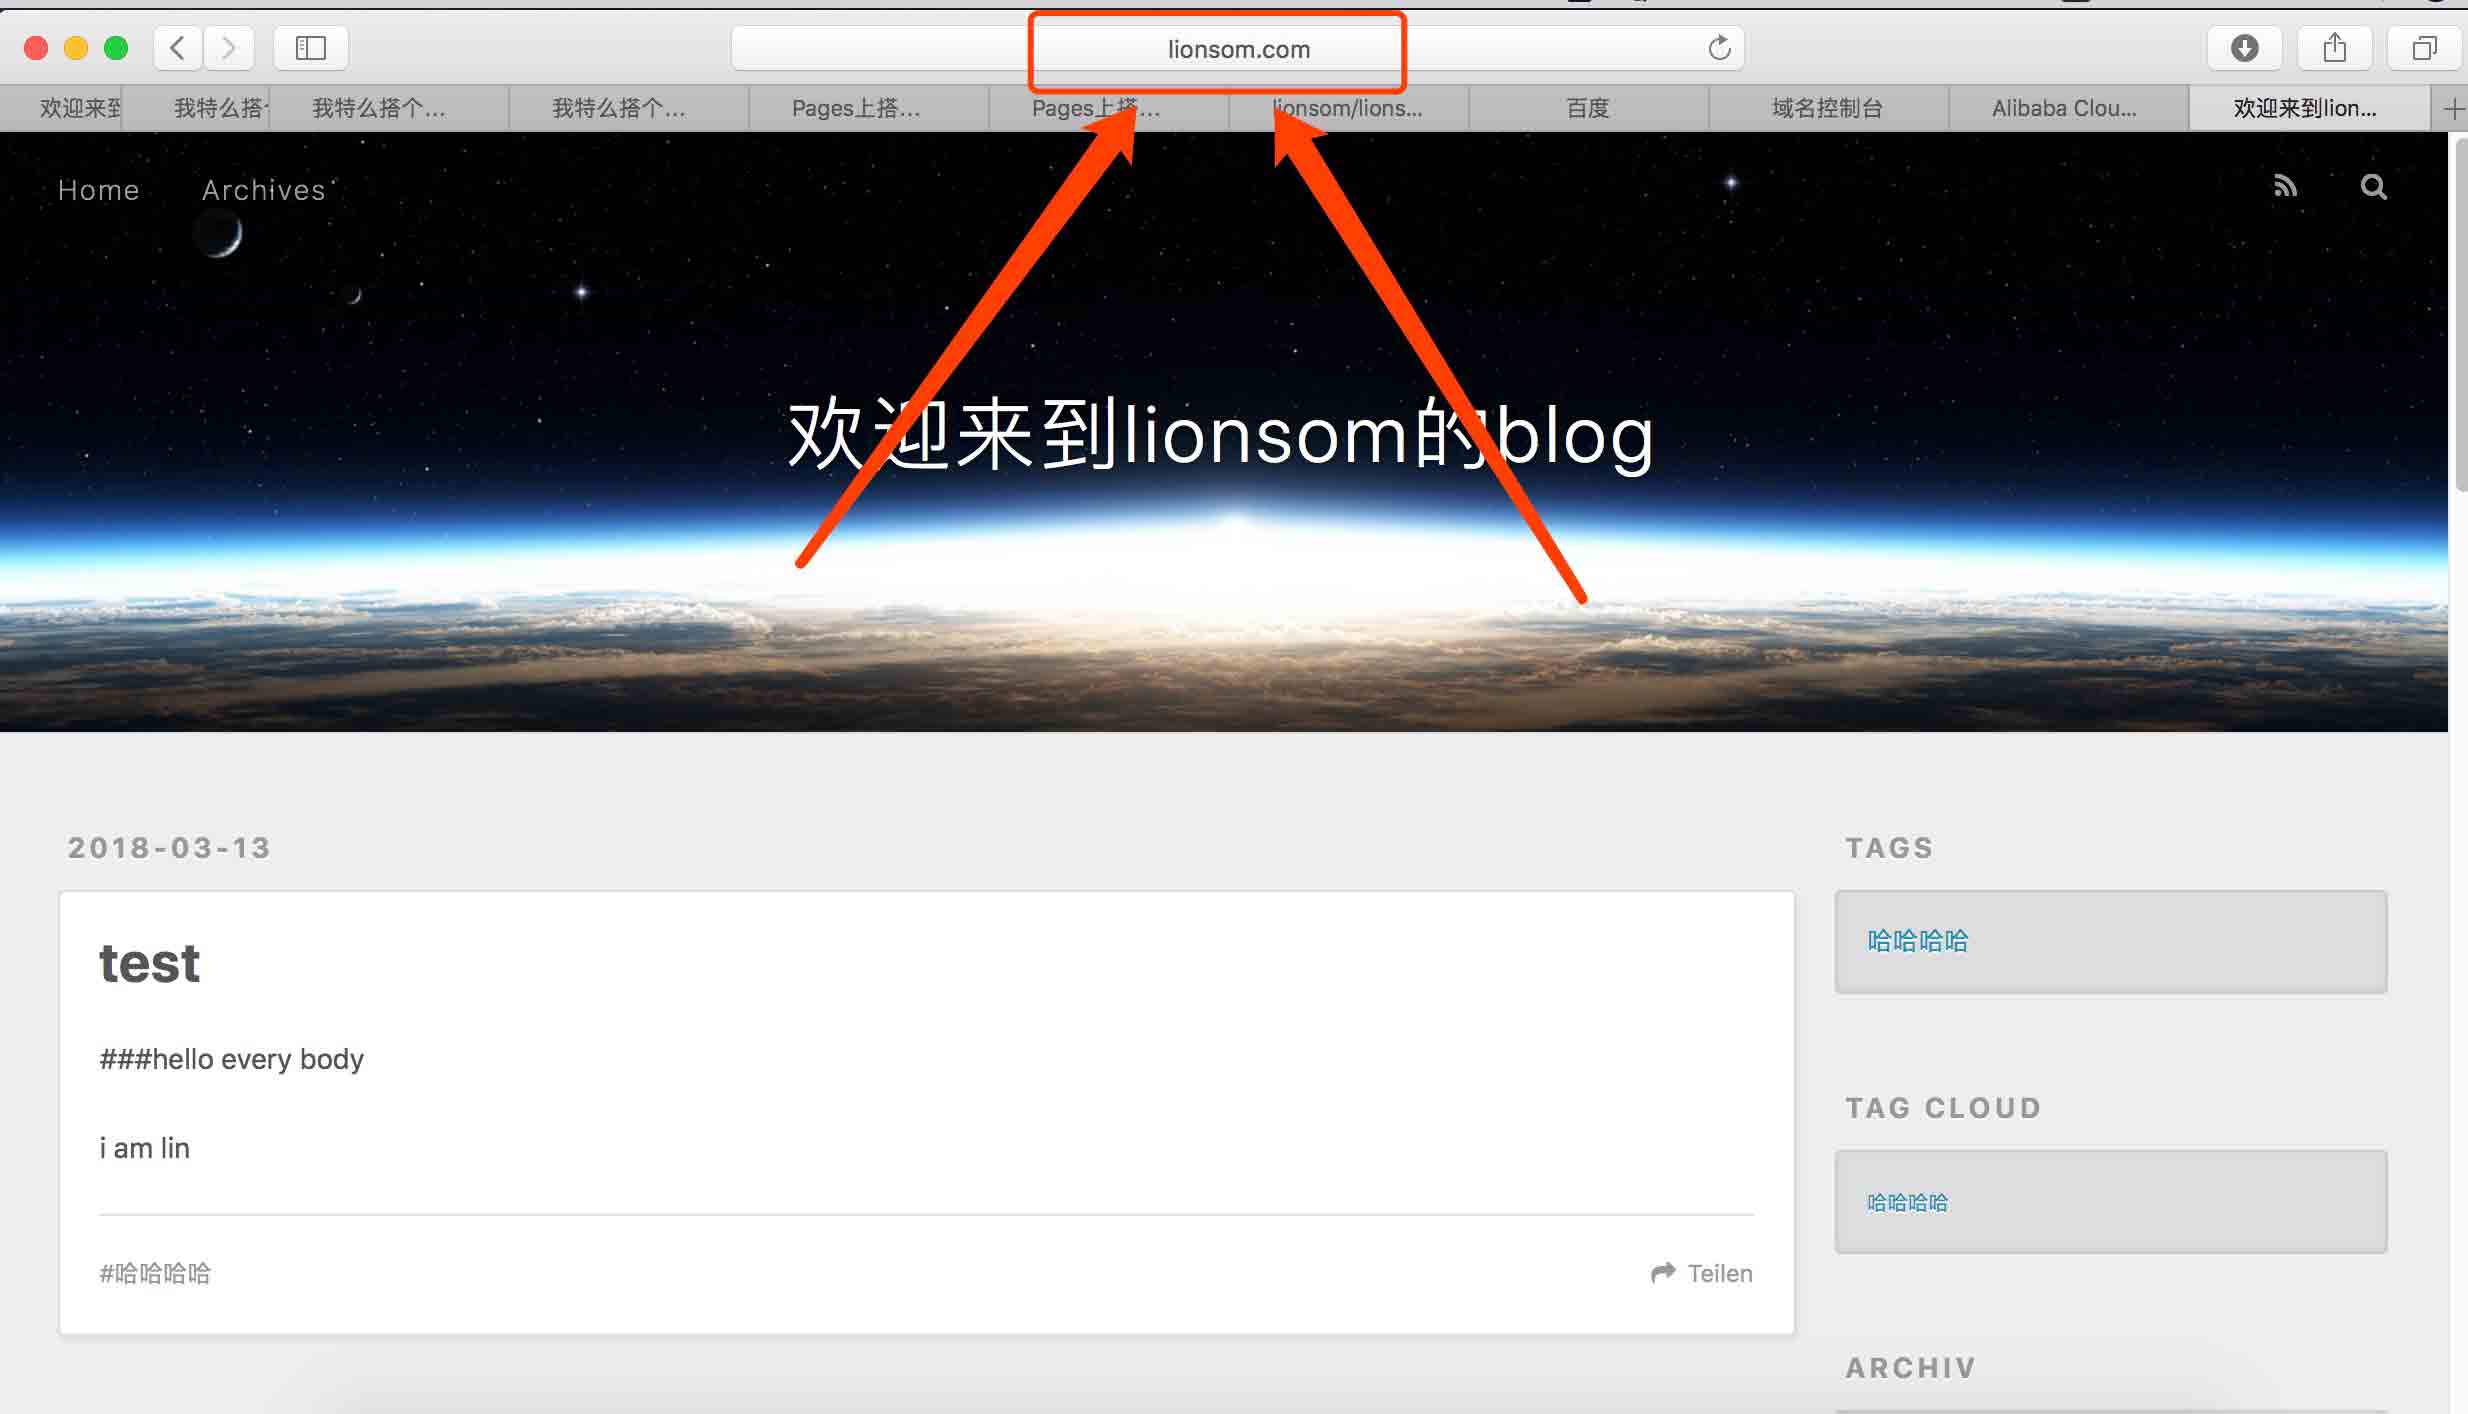 lionsom.com
欢迎来到
我特么搭
我特么搭个...
我特么搭个...
Pages上搭...
Pages上搭...
lionsom/lions...
百度
域名控制台
Alibaba Clou...
欢迎来到lion...
Home
Archives
欢迎来到lionsom的blog
2018-03-13
test
###hello every body
i am lin
#哈哈哈哈
Teilen
TAGS
哈哈哈哈
TAG CLOUD
哈哈哈哈
ARCHIV